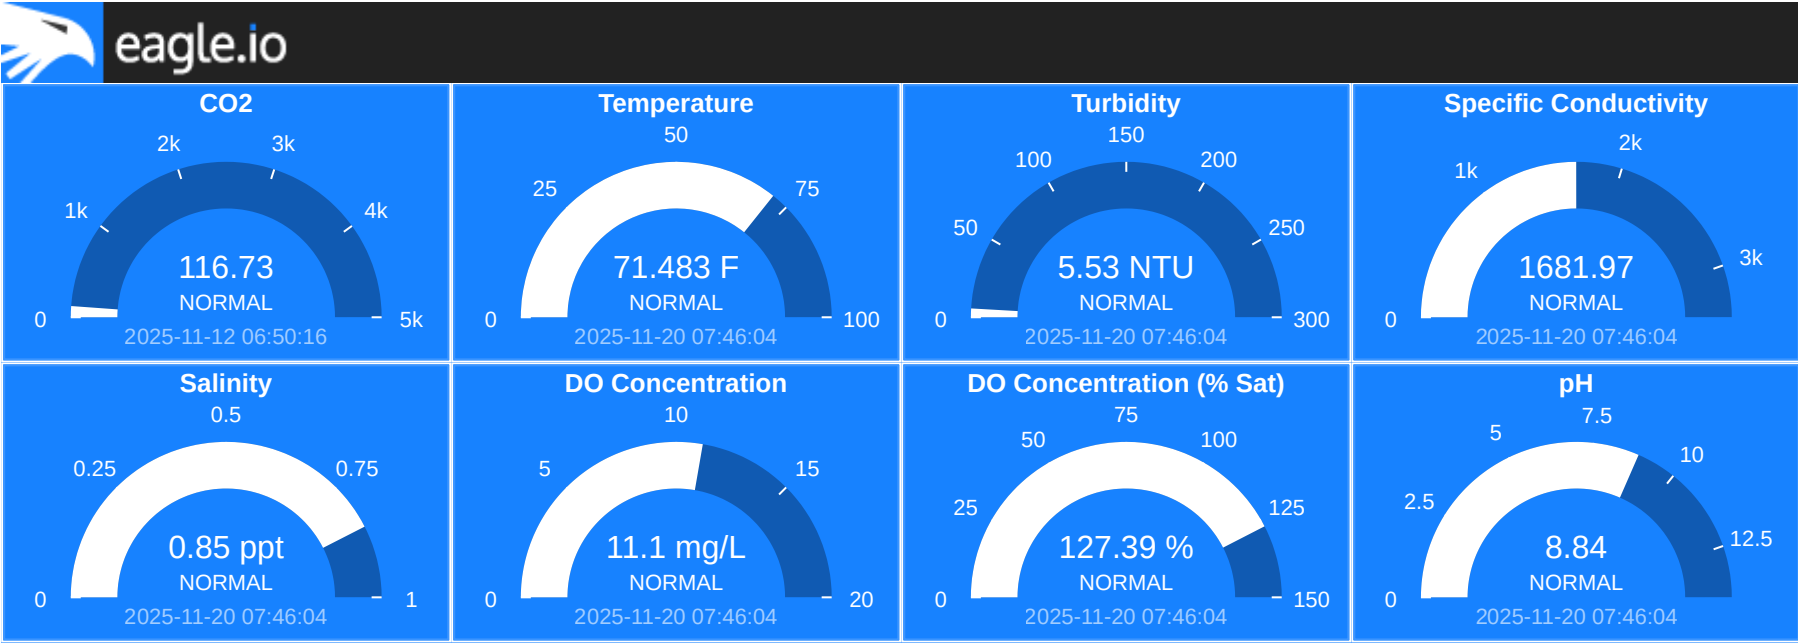 eagle.io
CO2
0
1k
2k
3k
4k
5k
116.73
NORMAL
2025-11-12 06:50:16
Temperature
0
25
50
75
100
71.483 F
NORMAL
2025-11-20 07:46:04
Turbidity
0
50
100
150
200
250
300
5.53 NTU
NORMAL
2025-11-20 07:46:04
Specific Conductivity
0
1k
2k
3k
1681.97
NORMAL
2025-11-20 07:46:04
Salinity
0
0.25
0.5
0.75
1
0.85 ppt
NORMAL
2025-11-20 07:46:04
DO Concentration
0
5
10
15
20
11.1 mg/L
NORMAL
2025-11-20 07:46:04
DO Concentration (% Sat)
0
25
50
75
100
125
150
127.39 %
NORMAL
2025-11-20 07:46:04
pH
0
2.5
5
7.5
10
12.5
8.84
NORMAL
2025-11-20 07:46:04